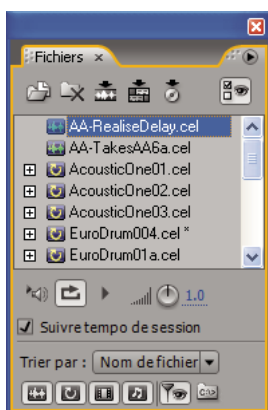 Fichiers ×
AA-RealiseDelay.cel
AA-TakesAA6a.cel
AcousticOne01.cel
AcousticOne02.cel
AcousticOne03.cel
EuroDrum004.cel *
EuroDrum01a.cel
1.0
Suivre tempo de session
Trier par : Nom de fichier